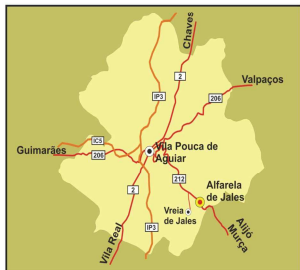 Chaves
2
IP3
Valpaços
206
IC5
Guimarães
206
Vila Pouca de
Aguiar
212
2
Alfarela
de Jales
Vreia
de Jales
Alijó
Murça
Vila Real
IP3